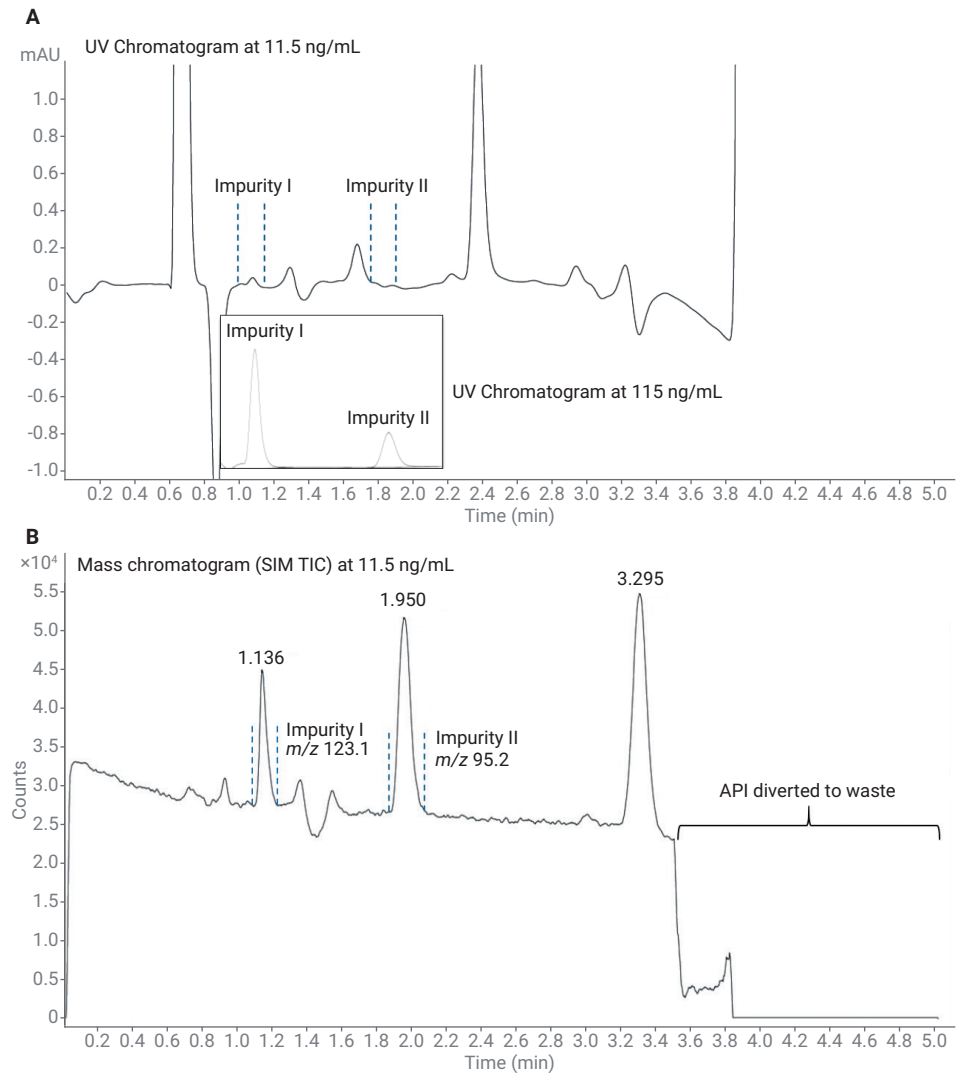 A
mAU
UV Chromatogram at 11.5 ng/mL
1.0
0.8
0.6
0.4
0.2
0
-0.2
-0.4
-0.6
-0.8
-1.0
Impurity I
Impurity II
Impurity I
Impurity II
UV Chromatogram at 115 ng/mL
0.2 0.4 0.6 0.8 1.0 1.2 1.4 1.6 1.8 2.0 2.2 2.4 2.6 2.8 3.0 3.2 3.4 3.6 3.8 4.0 4.2 4.4 4.6 4.8 5.0
Time (min)
B
×10⁴
Mass chromatogram (SIM TIC) at 11.5 ng/mL
5.5
5.0
4.5
4.0
3.5
3.0
2.5
2.0
1.5
1.0
0.5
0
Counts
1.136
1.950
3.295
Impurity I
m/z 123.1
Impurity II
m/z 95.2
API diverted to waste
0.2 0.4 0.6 0.8 1.0 1.2 1.4 1.6 1.8 2.0 2.2 2.4 2.6 2.8 3.0 3.2 3.4 3.6 3.8 4.0 4.2 4.4 4.6 4.8 5.0
Time (min)